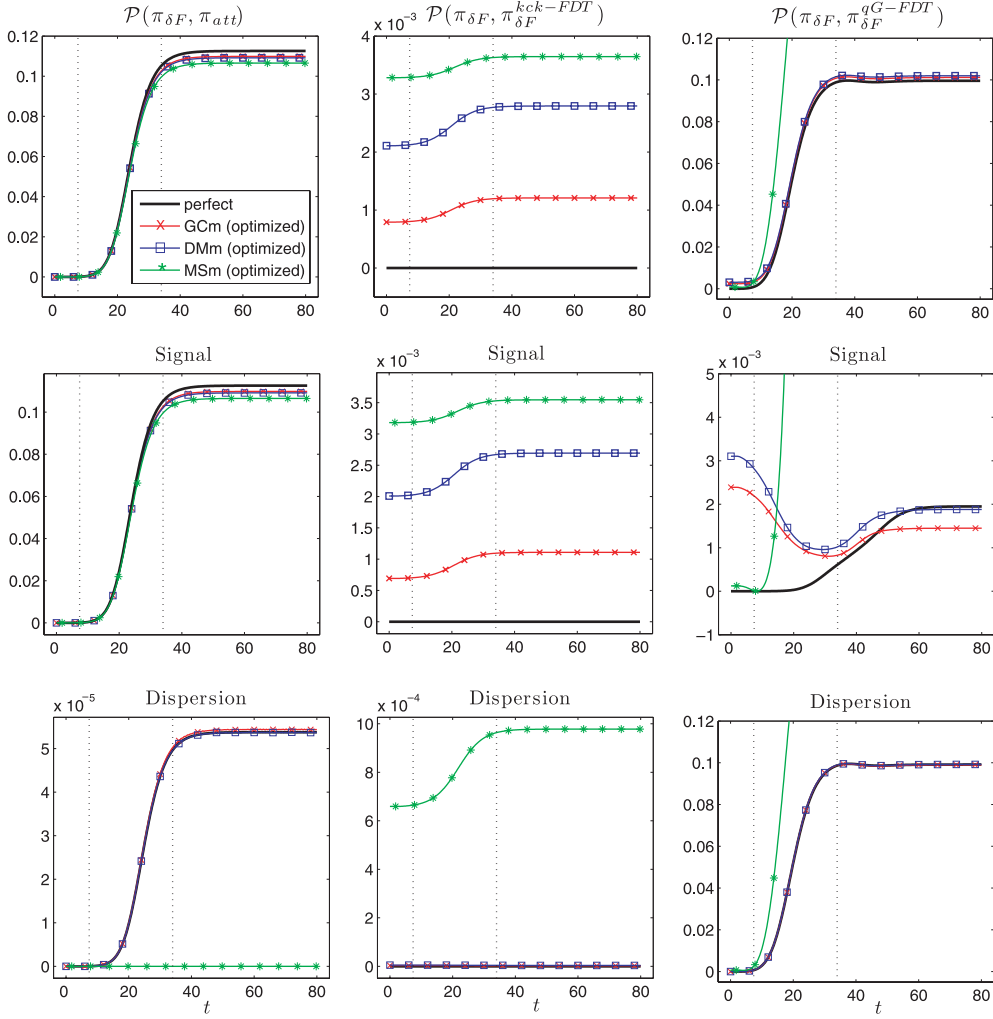 𝒫(π_δF, π_att)
0.12
0.1
0.08
0.06
0.04
0.02
0
0 20 40 60 80
perfect
GCm (optimized)
DMm (optimized)
MSm (optimized)
𝒫(π_δF, π_δF^{kck−FDT})
x 10⁻³
4
3
2
1
0
0 20 40 60 80
𝒫(π_δF, π_δF^{qG−FDT})
0.12
0.1
0.08
0.06
0.04
0.02
0
0 20 40 60 80
Signal
0.1
0.08
0.06
0.04
0.02
0
0 20 40 60 80
Signal
x 10⁻³
3.5
3
2.5
2
1.5
1
0.5
0
0 20 40 60 80
Signal
x 10⁻³
5
4
3
2
1
0
−1
0 20 40 60 80
Dispersion
x 10⁻⁵
5
4
3
2
1
0
0 20 40 60 80
t
Dispersion
x 10⁻⁴
10
8
6
4
2
0
0 20 40 60 80
t
Dispersion
0.12
0.1
0.08
0.06
0.04
0.02
0
0 20 40 60 80
t